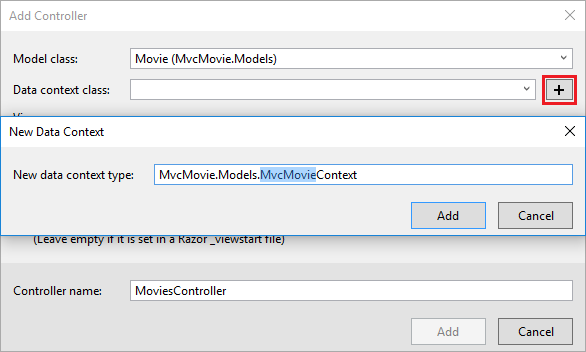 Add Controller
Model class: Movie (MvcMovie.Models)
Data context class: +
New Data Context
New data context type: MvcMovie.Models.MvcMovieContext
Add Cancel
(Leave empty if it is set in a Razor _viewstart file)
Controller name: MoviesController
Add Cancel